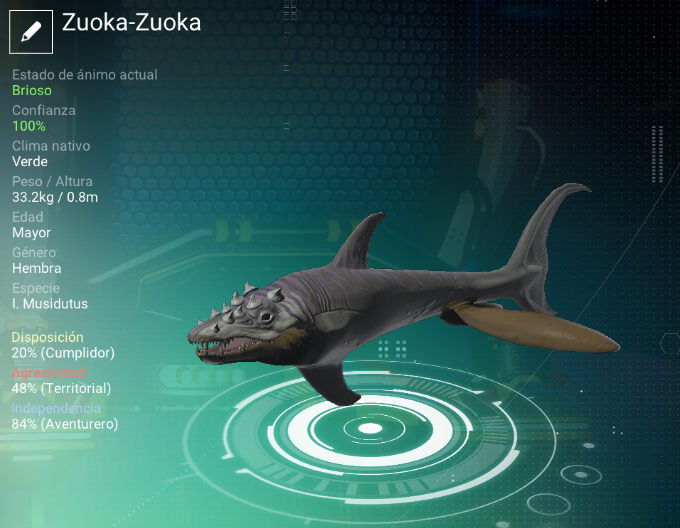 Zuoka-Zuoka
Estado de ánimo actual
Brioso
Confianza
100%
Clima nativo
Verde
Peso / Altura
33.2kg / 0.8m
Edad
Mayor
Género
Hembra
Especie
I. Musidutus
Disposición
20% (Cumplidor)
Agresividad
48% (Territorial)
Independencia
84% (Aventurero)